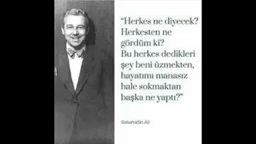 “Herkes ne diyecek?
Herkesten ne
gördüm ki?
Bu herkes dedikleri
şey beni üzmekten,
hayatımı manasız
hale sokmaktan
başka ne yaptı?”
Sabahattin Ali